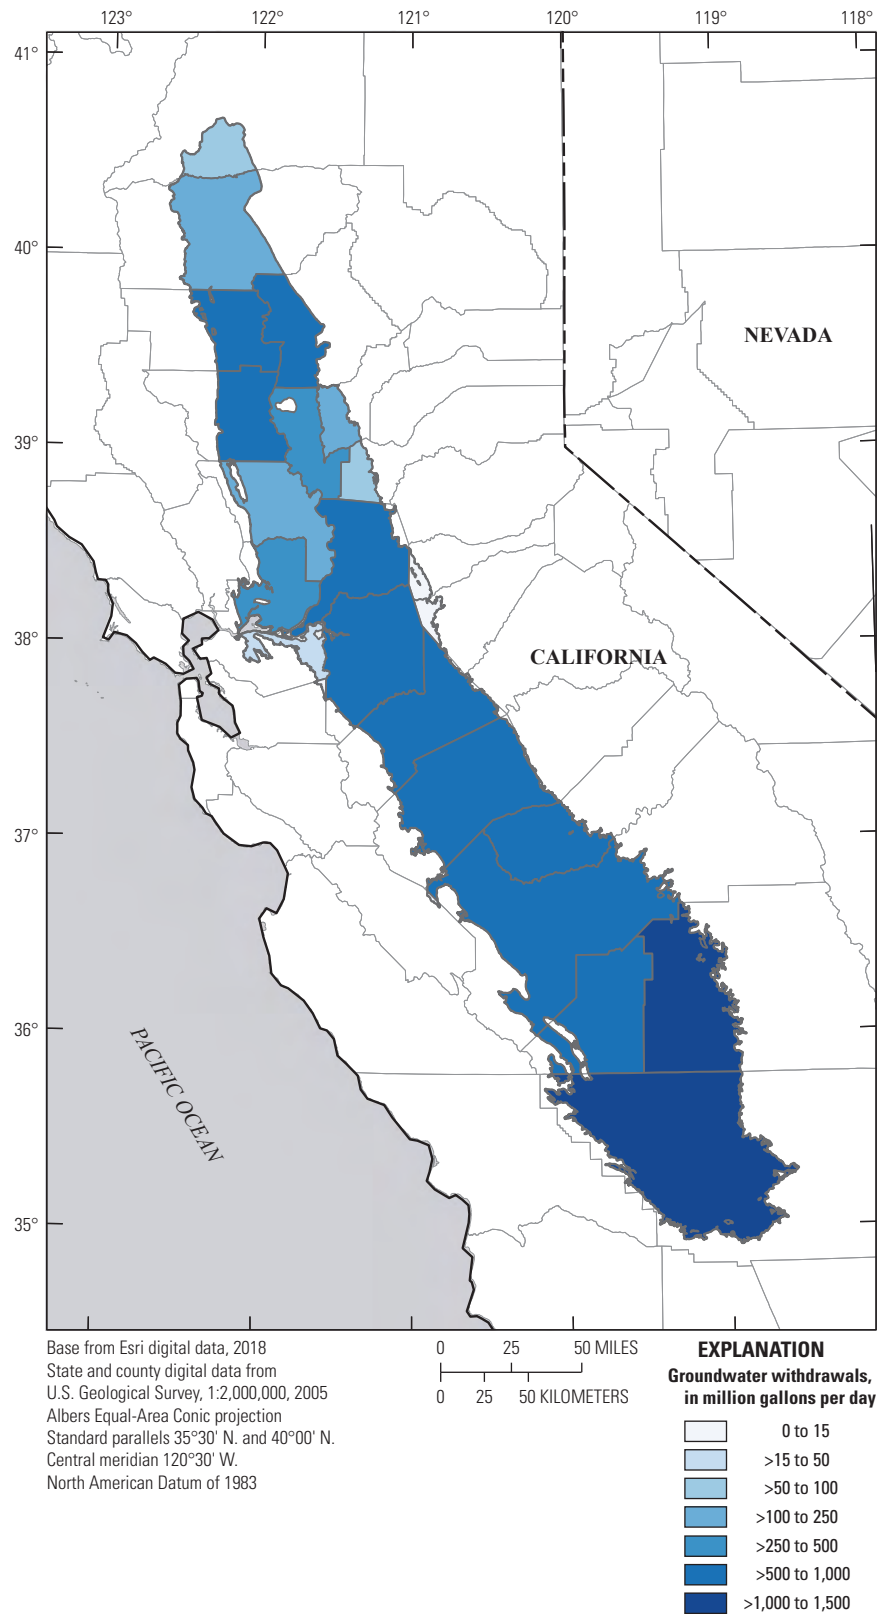 123° 122° 121° 120° 119° 118°
41°
40°
NEVADA
39°
38°
CALIFORNIA
37°
36°
PACIFIC OCEAN
35°
Base from Esri digital data, 2018
State and county digital data from
U.S. Geological Survey, 1:2,000,000, 2005
Albers Equal-Area Conic projection
Standard parallels 35°30' N. and 40°00' N.
Central meridian 120°30' W.
North American Datum of 1983
0 25 50 MILES
0 25 50 KILOMETERS
EXPLANATION
Groundwater withdrawals,
in million gallons per day
0 to 15
>15 to 50
>50 to 100
>100 to 250
>250 to 500
>500 to 1,000
>1,000 to 1,500